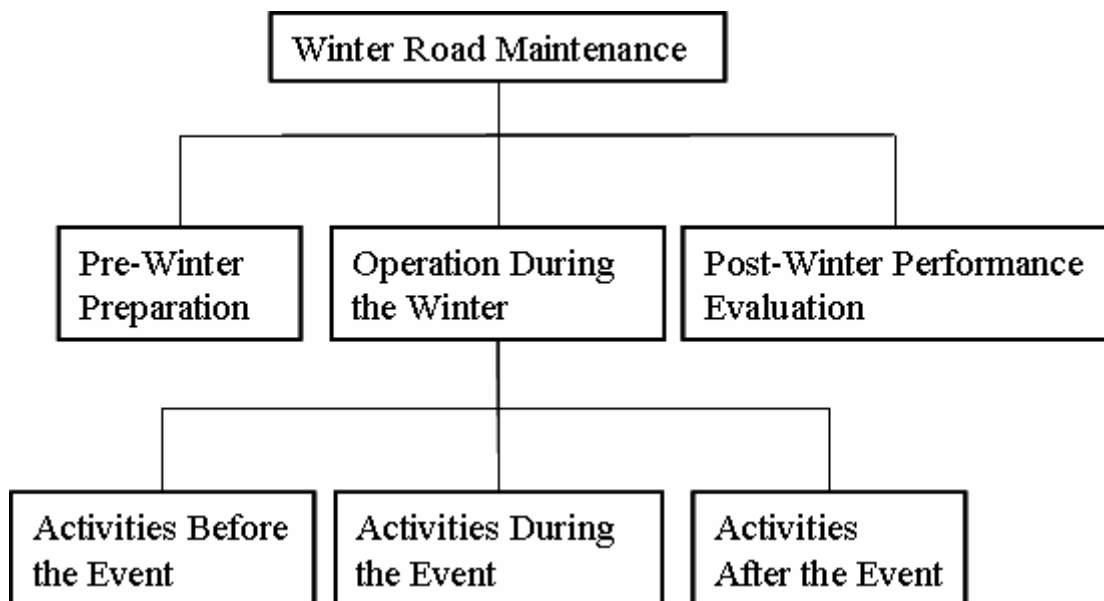 Winter Road Maintenance
Pre-Winter
Preparation
Operation During
the Winter
Post-Winter Performance
Evaluation
Activities Before
the Event
Activities During
the Event
Activities
After the Event